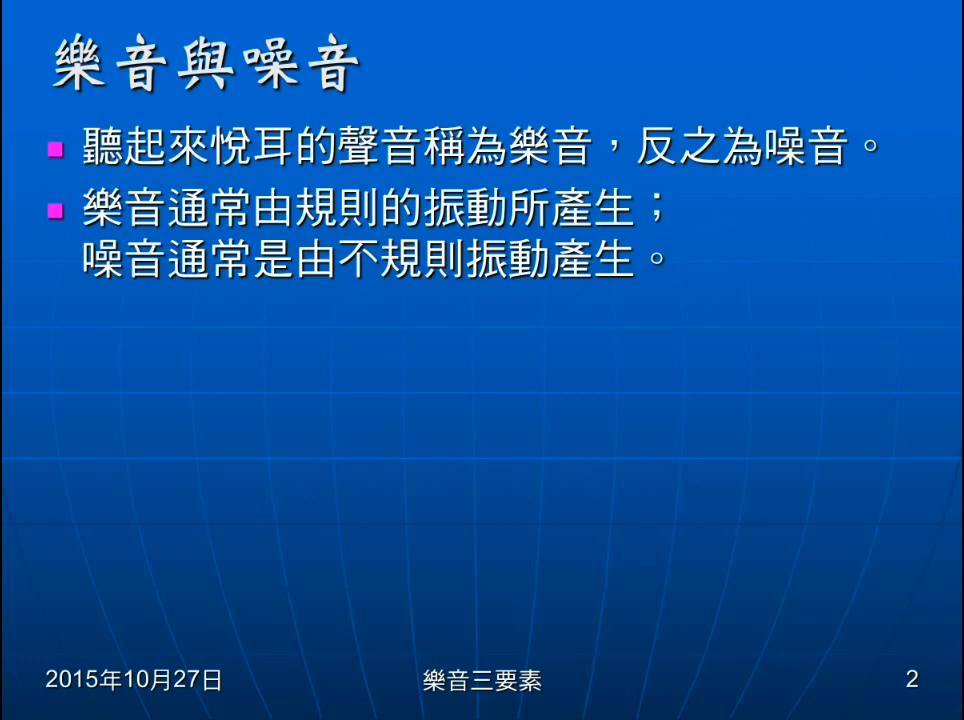 樂音與噪音
聽起來悅耳的聲音稱為樂音，反之為噪音。
樂音通常由規則的振動所產生；
噪音通常是由不規則振動產生。
2015年10月27日
樂音三要素
2